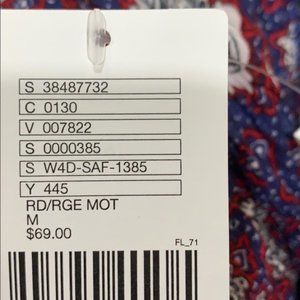 S 38487732
C 0130
V 007822
S 0000385
S W4D-SAF-1385
Y 445
RD/RGE MOT
M
$69.00
FL_71